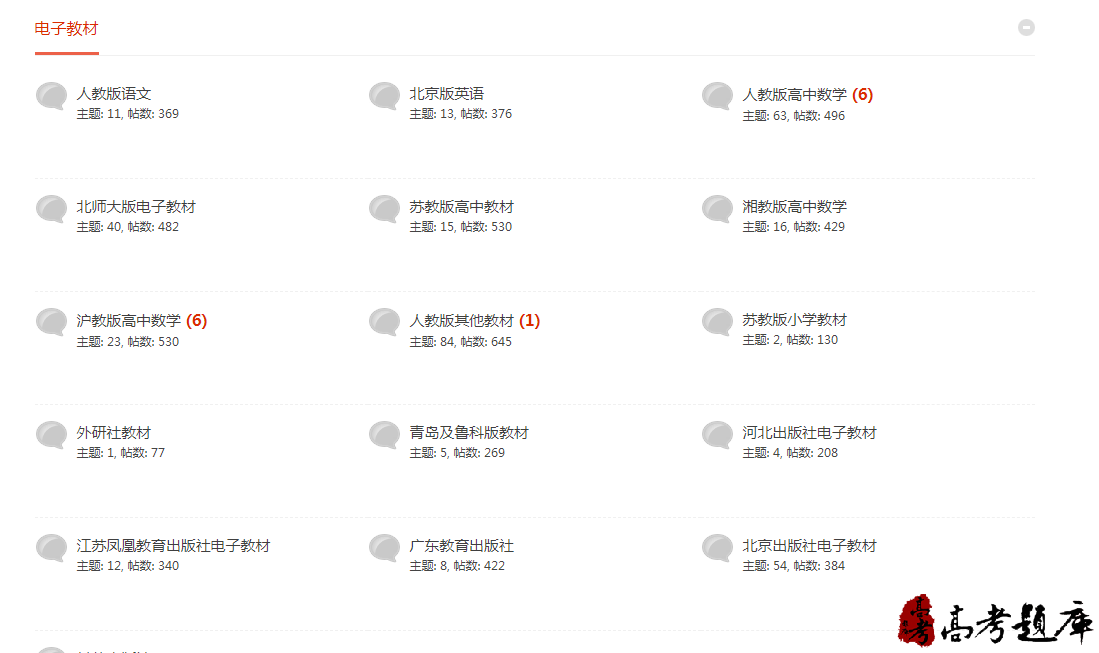 电子教材
人教版语文
主题: 11, 帖数: 369
北京版英语
主题: 13, 帖数: 376
人教版高中数学 (6)
主题: 63, 帖数: 496
北师大版电子教材
主题: 40, 帖数: 482
苏教版高中教材
主题: 15, 帖数: 530
湘教版高中数学
主题: 16, 帖数: 429
沪教版高中数学 (6)
主题: 23, 帖数: 530
人教版其他教材 (1)
主题: 84, 帖数: 645
苏教版小学教材
主题: 2, 帖数: 130
外研社教材
主题: 1, 帖数: 77
青岛及鲁科版教材
主题: 5, 帖数: 269
河北出版社电子教材
主题: 4, 帖数: 208
江苏凤凰教育出版社电子教材
主题: 12, 帖数: 340
广东教育出版社
主题: 8, 帖数: 422
北京出版社电子教材
主题: 54, 帖数: 384
高考
高考题库